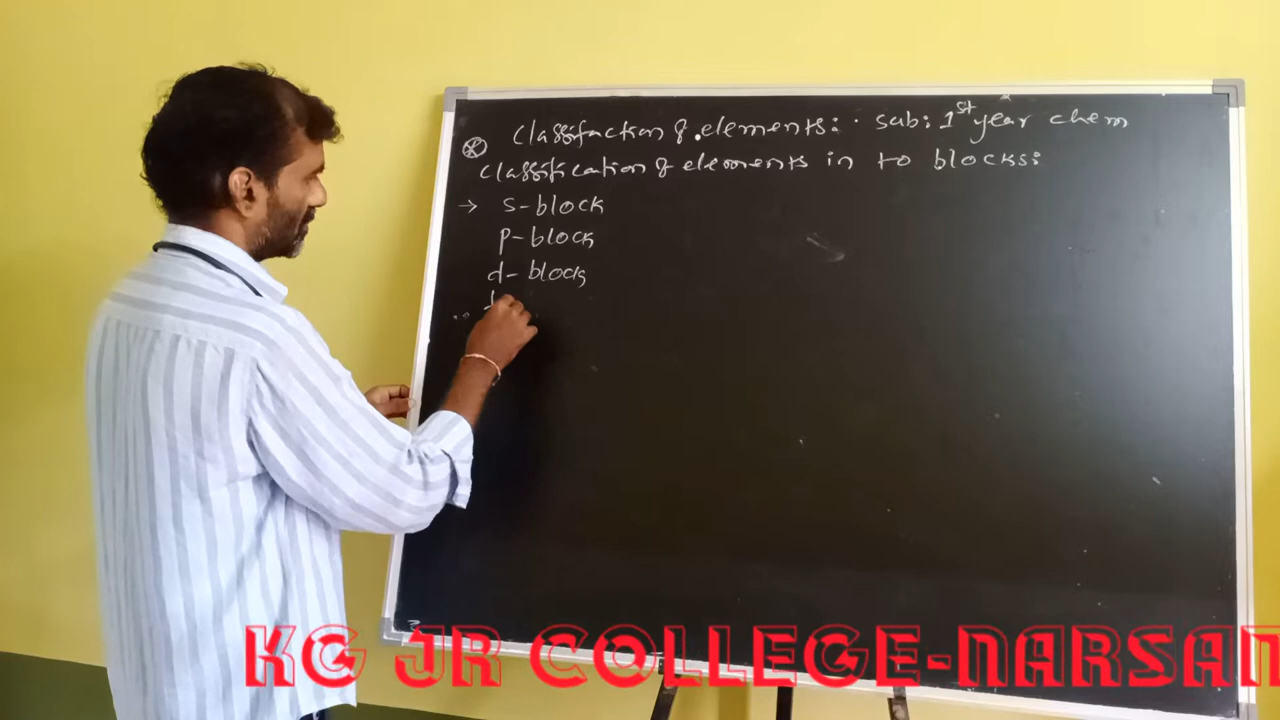 Classifaction of elements: sub: 1st year chem
Classification of elements in to blocks:
→ s-block
p-block
d-block
KG JR COLLEGE-NARSAN